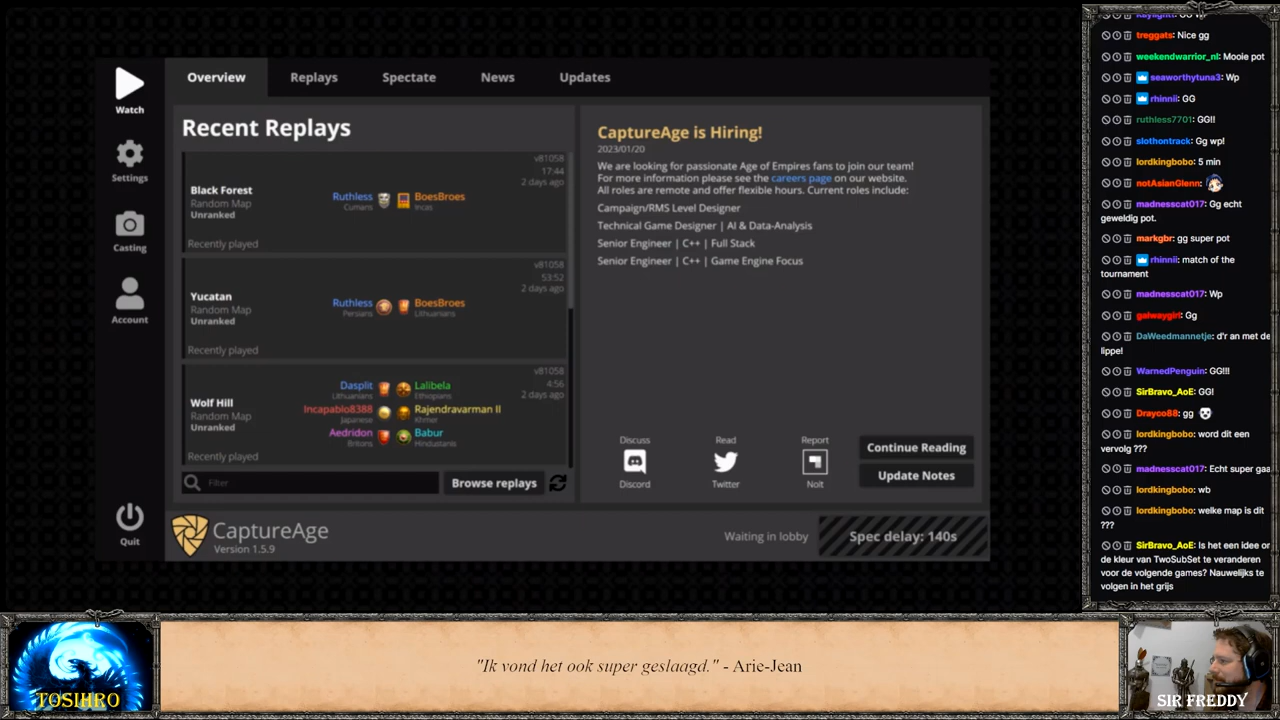 Watch
Settings
Casting
Account
Quit
Overview
Replays
Spectate
News
Updates
Recent Replays
v81058
17:44
2 days ago
Black Forest
Random Map
Unranked
Ruthless
Cumans
BoesBroes
Incas
Recently played
v81058
53:52
2 days ago
Yucatan
Random Map
Unranked
Ruthless
Persians
BoesBroes
Lithuanians
Recently played
v81058
4:56
2 days ago
Wolf Hill
Random Map
Unranked
Dasplit
Lithuanians
Lalibela
Ethiopians
Incapablo8388
Japanese
Rajendravarman II
Khmer
Aedridon
Britons
Babur
Hindustanis
Recently played
Filter
Browse replays
CaptureAge is Hiring!
2023/01/20
We are looking for passionate Age of Empires fans to join our team!
For more information please see the careers page on our website.
All roles are remote and offer flexible hours. Current roles include:
Campaign/RMS Level Designer
Technical Game Designer | AI & Data-Analysis
Senior Engineer | C++ | Full Stack
Senior Engineer | C++ | Game Engine Focus
Discuss
Discord
Read
Twitter
Report
Nolt
Continue Reading
Update Notes
CaptureAge
Version 1.5.9
Waiting in lobby
Spec delay: 140s
treggats: Nice gg
weekendwarrior_nl: Mooie pot
seaworthytuna3: Wp
rhinnii: GG
ruthless7701: GG!!
slothontrack: Gg wpl!
lordkingbobo: 5 min
notAsianGlenn:
madnesscat017: Gg echt
geweldig pot.
markgbr: gg super pot
rhinnii: match of the
tournament
madnesscat017: Wp
galwaygirl: Gg
DaWeedmannetje: d'r an met de
lippe!
WarnedPenguin: GG!!!
SirBravo_AoE: GG!
Drayco88: gg
lordkingbobo: word dit een
vervolg ???
madnesscat017: Echt super gaa
lordkingbobo: wb
lordkingbobo: welke map is dit
???
SirBravo_AoE: Is het een idee or
de kleur van TwoSubSet te veranderen
voor de volgende games? Nauwelijks te
volgen in het grijs
TOSIHRO
"Ik vond het ook super geslaagd." - Arie-Jean
SIR FREDDY